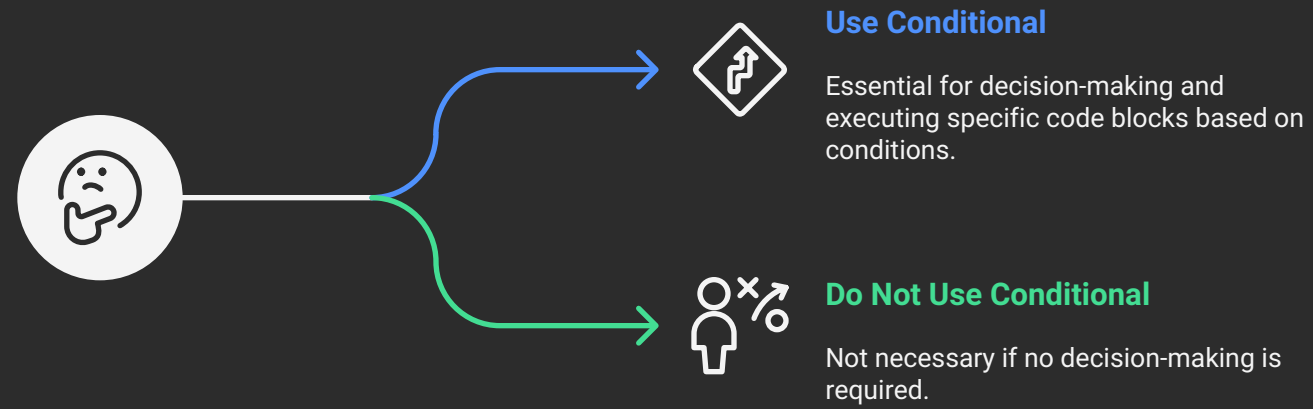 Use Conditional
Essential for decision-making and
executing specific code blocks based on
conditions.
Do Not Use Conditional
Not necessary if no decision-making is
required.